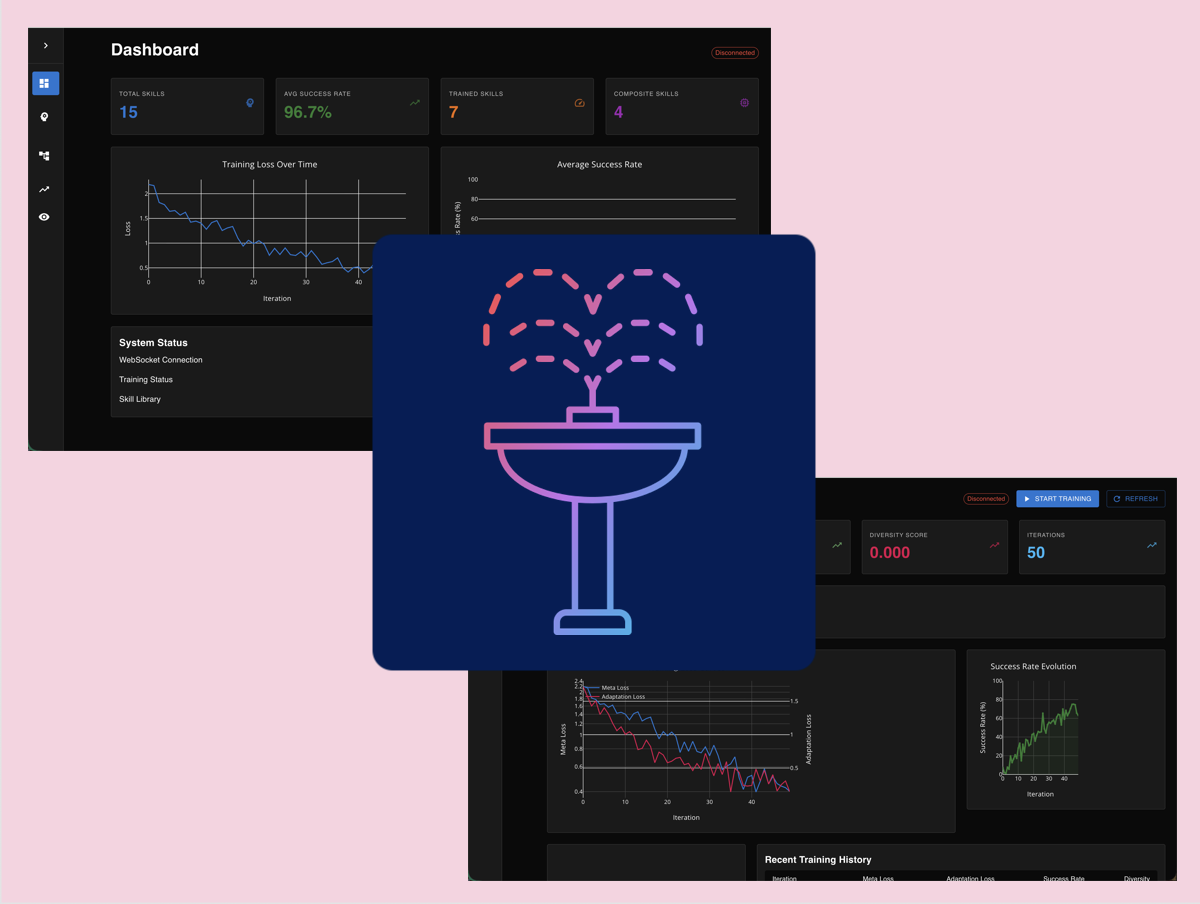 Dashboard
Disconnected
TOTAL SKILLS
15
AVG SUCCESS RATE
96.7%
TRAINED SKILLS
7
COMPOSITE SKILLS
4
Training Loss Over Time
2
1.5
1
0.5
Loss
0 10 20 30 40
Iteration
Average Success Rate
100
80
60
Rate (%)
System Status
WebSocket Connection
Training Status
Skill Library
Disconnected
START TRAINING
REFRESH
DIVERSITY SCORE
0.000
ITERATIONS
50
Meta Loss
Adaptation Loss
2.4
2.2
2
1.8
1.6
1.4
1.2
1
0.8
0.6
0.4
Meta Loss
1.5
1
0.5
Adaptation Loss
0 10 20 30 40
Iteration
Success Rate Evolution
100
80
60
40
20
0
Success Rate (%)
0 10 20 30 40
Iteration
Recent Training History
Iteration Meta Loss Adaptation Loss Success Rate Diversity